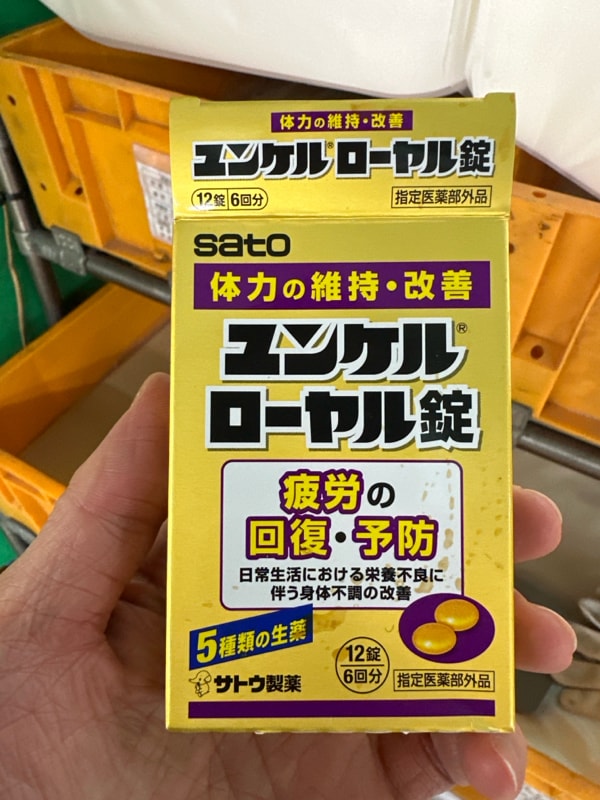 体力の維持・改善
ユンケル® ローヤル錠
12錠 6回分 指定医薬部外品
sato
体力の維持・改善
ユンケル®
ローヤル錠
疲労の
回復・予防
日常生活における栄養不良に
伴う身体不調の改善
5種類の生薬
12錠
6回分
サトウ製薬
指定医薬部外品